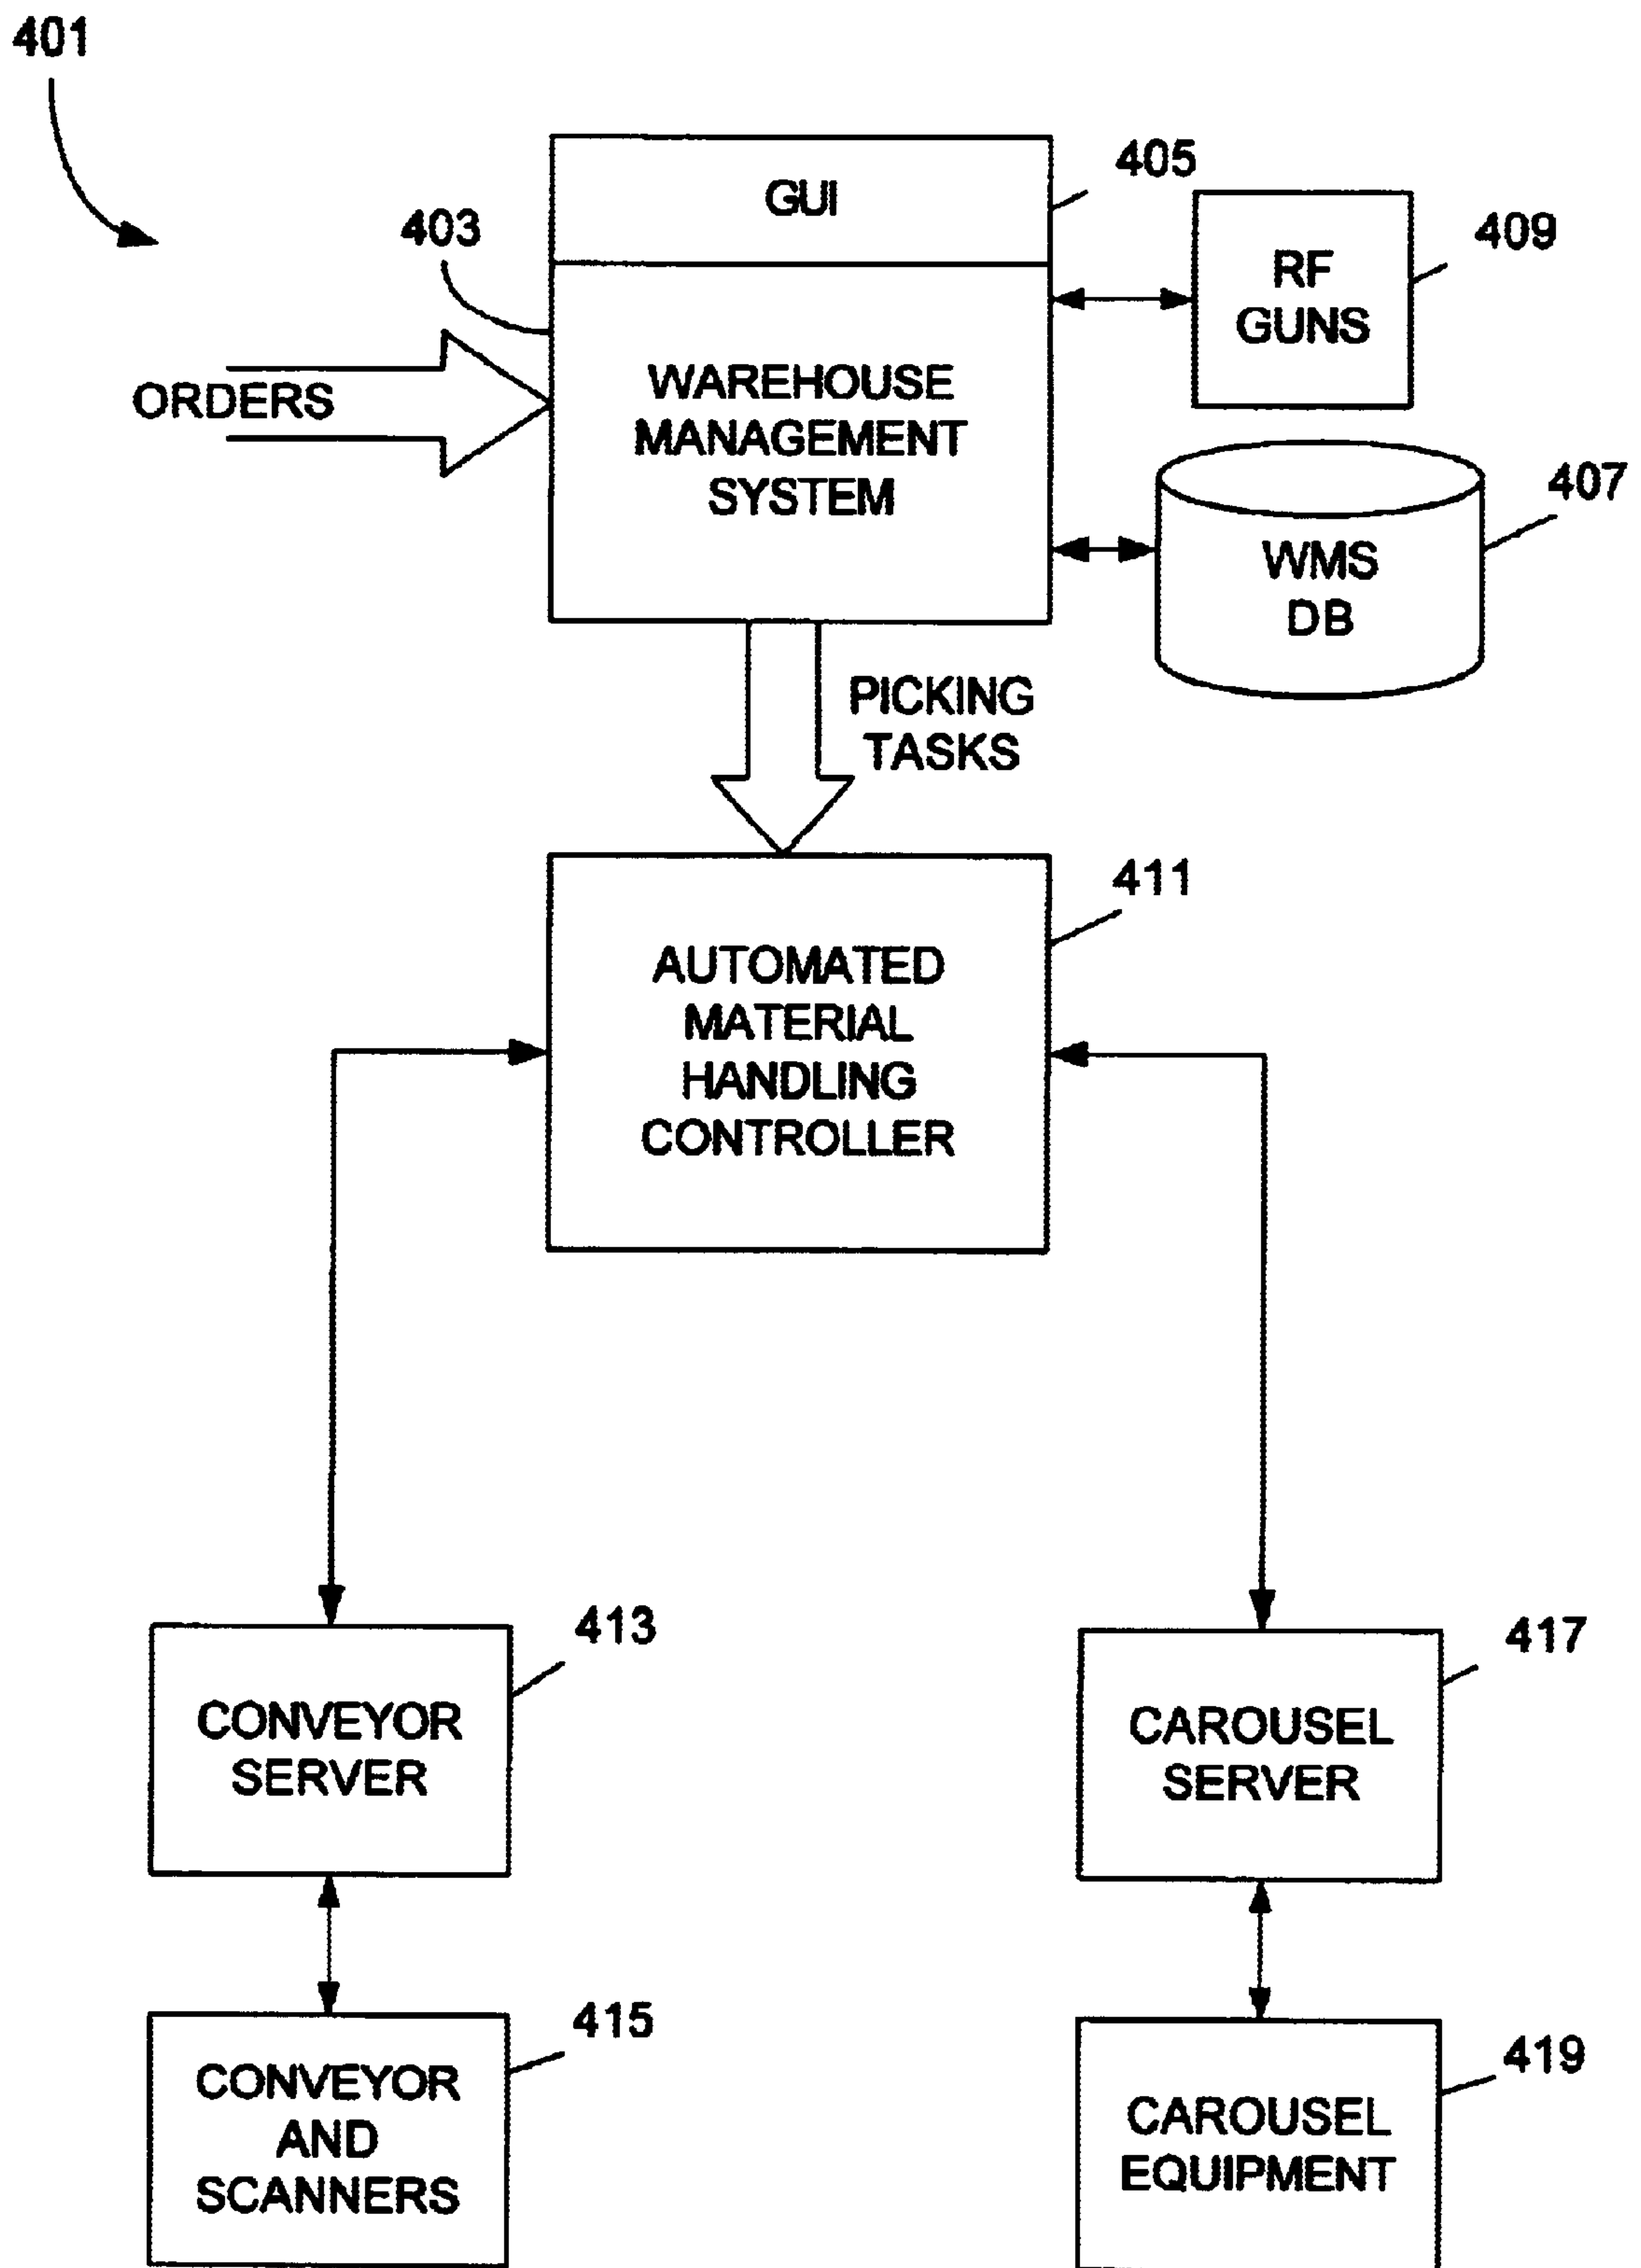 401
GUI
405
403
RF
GUNS
409
ORDERS
WAREHOUSE
MANAGEMENT
SYSTEM
WMS
DB
407
PICKING
TASKS
AUTOMATED
MATERIAL
HANDLING
CONTROLLER
411
CONVEYOR
SERVER
413
CAROUSEL
SERVER
417
CONVEYOR
AND
SCANNERS
415
CAROUSEL
EQUIPMENT
419